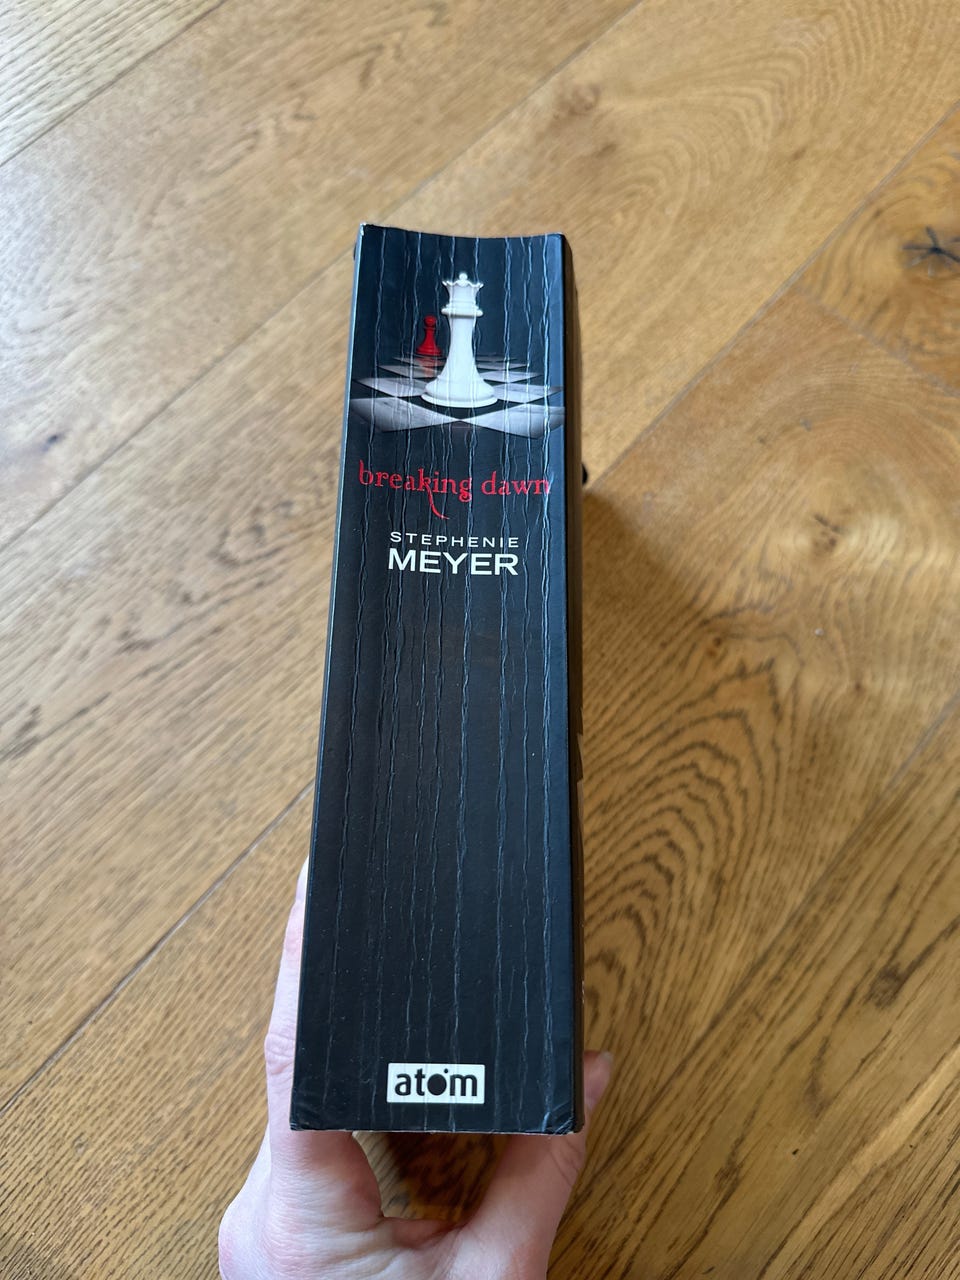 breaking dawn
STEPHENIE
MEYER
atom